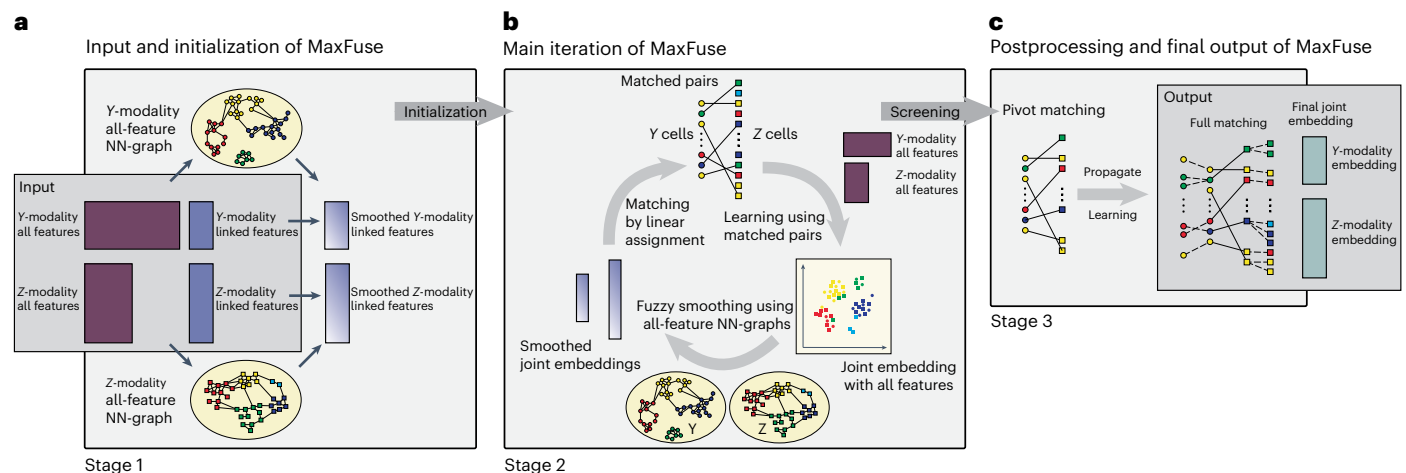 a
Input and initialization of MaxFuse
Y-modality
all-feature
NN-graph
Input
Y-modality
all features
Y-modality
linked features
Smoothed Y-modality
linked features
Z-modality
all features
Z-modality
linked features
Smoothed Z-modality
linked features
Z-modality
all-feature
NN-graph
Stage 1
Initialization
b
Main iteration of MaxFuse
Matched pairs
Y cells
Z cells
Matching
by linear
assignment
Learning using
matched pairs
Y-modality
all features
Z-modality
all features
Fuzzy smoothing using
all-feature NN-graphs
Smoothed
joint embeddings
Joint embedding
with all features
Y
Z
Stage 2
Screening
c
Postprocessing and final output of MaxFuse
Pivot matching
Propagate
Learning
Output
Full matching
Final joint
embedding
Y-modality
embedding
Z-modality
embedding
Stage 3